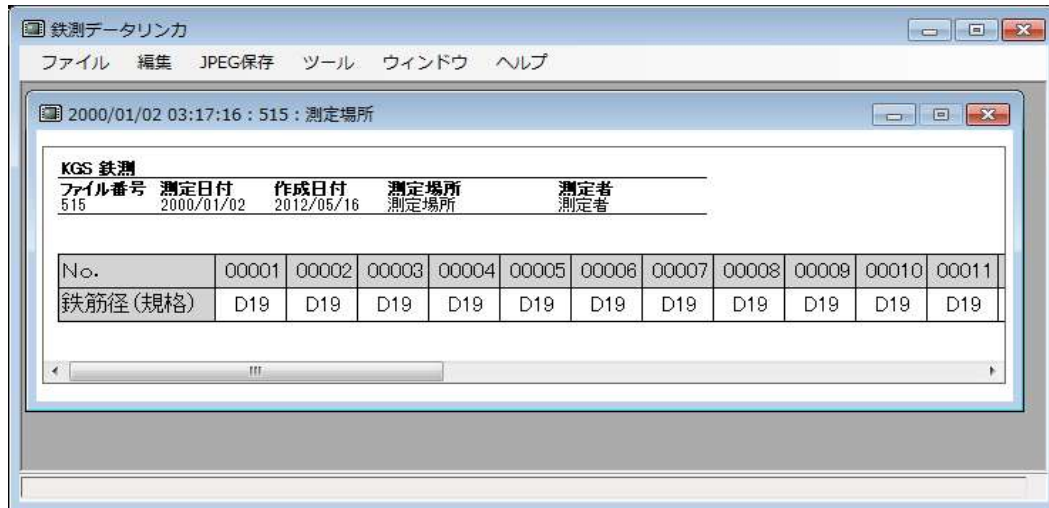 鉄測データリンカ
ファイル 編集 JPEG保存 ツール ウィンドウ ヘルプ
2000/01/02 03:17:16 : 515 : 測定場所
KGS 鉄測
ファイル番号 測定日付 作成日付 測定場所 測定者
515 2000/01/02 2012/05/16 測定場所 測定者
No. 00001 00002 00003 00004 00005 00006 00007 00008 00009 00010 00011
鉄筋径(規格) D19 D19 D19 D19 D19 D19 D19 D19 D19 D19 D19